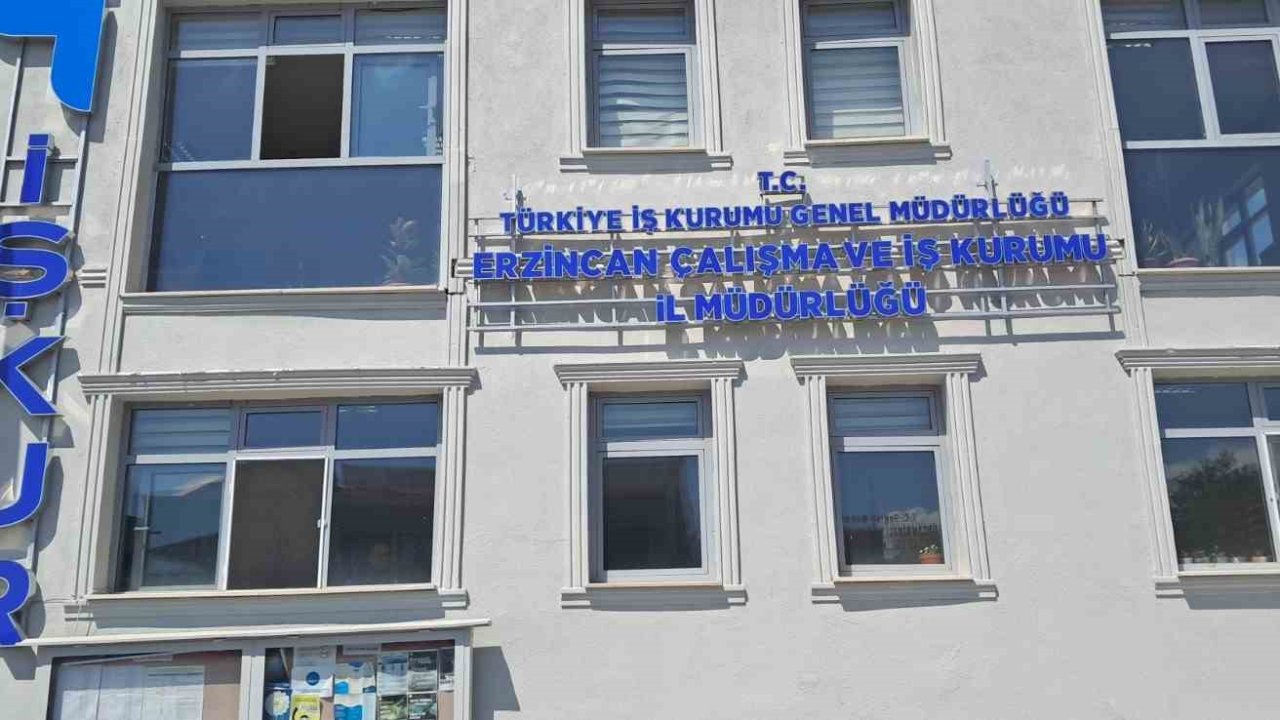 İŞKUR
T.C.
TÜRKİYE İŞ KURUMU GENEL MÜDÜRLÜĞÜ
ERZİNCAN ÇALIŞMA VE İŞ KURUMU
İL MÜDÜRLÜĞÜ